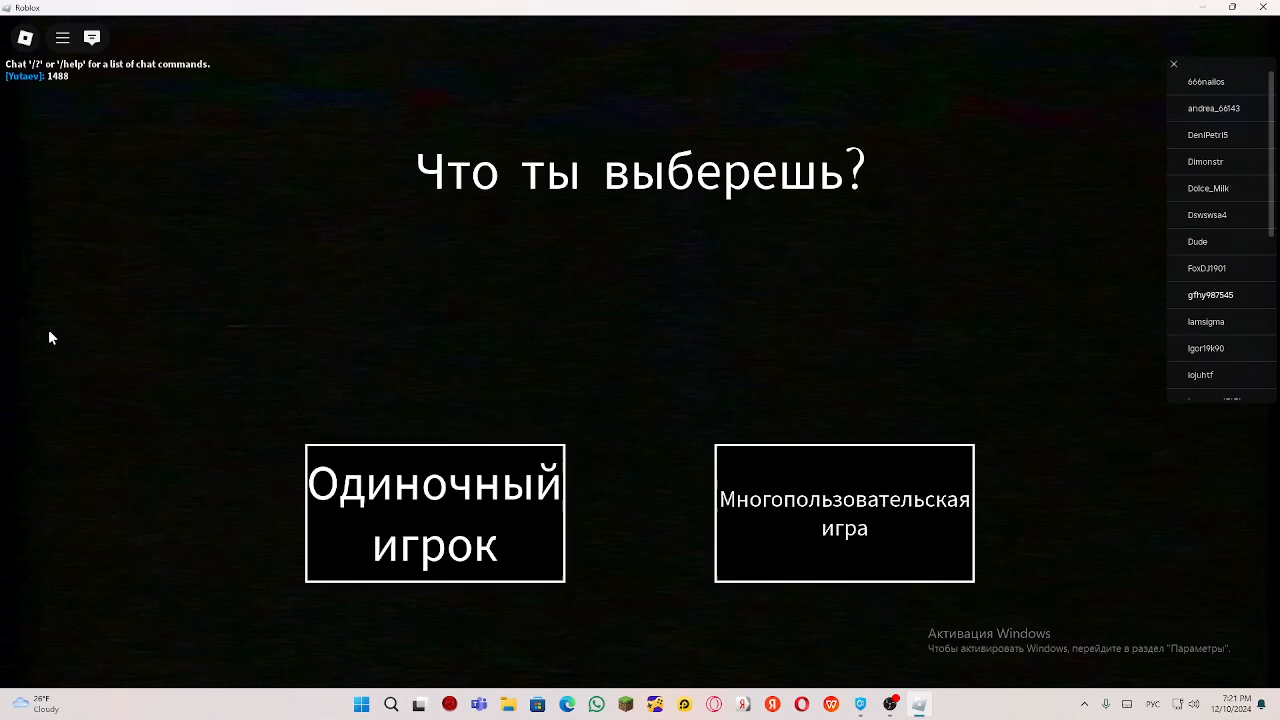 Roblox
Chat '/?' or '/help' for a list of chat commands.
[Yutaev]: 1488
666nailos
andrea_66143
DenIPetri5
Dimonstr
Dolce_Milk
Dswswsa4
Dude
FoxDJ1901
gfhy987545
Iamsigma
Igor19k90
Iojuhtf
Что ты выберешь?
Одиночный
игрок
Многопользовательская
игра
Активация Windows
Чтобы активировать Windows, перейдите в раздел "Параметры".
26°F
Cloudy
РУС
7:21 PM
12/10/2024